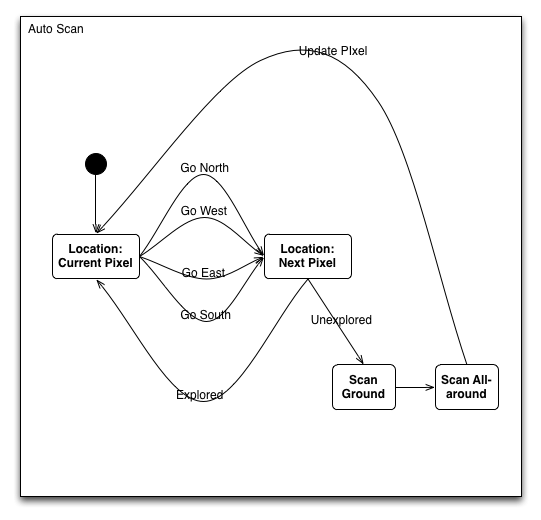 Auto Scan
Update PIxel
Go North
Go West
Location:
Current Pixel
Location:
Next Pixel
Go East
Go South
Unexplored
Explored
Scan
Ground
Scan All-
around